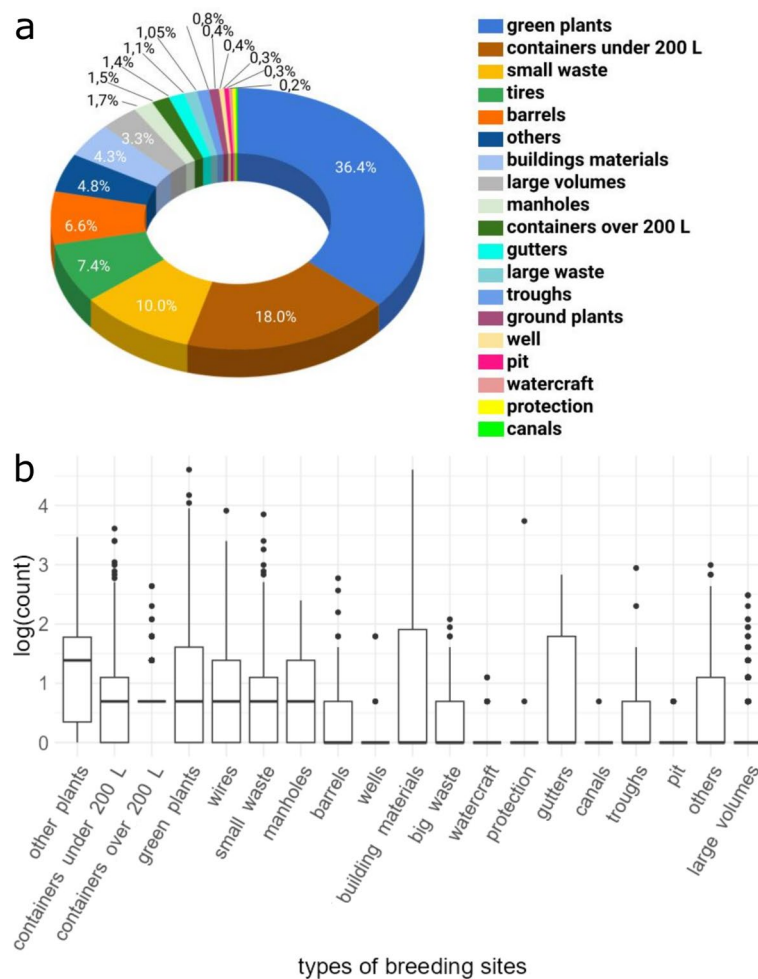 a
0,8%
1,05%
0,4%
1,1%
0,4%
1,4%
0,3%
1,5%
0,3%
1,7%
0,2%
3.3%
4.3%
4.8%
6.6%
7.4%
10.0%
18.0%
36.4%
green plants
containers under 200 L
small waste
tires
barrels
others
buildings materials
large volumes
manholes
containers over 200 L
gutters
large waste
troughs
ground plants
well
pit
watercraft
protection
canals
b
log(count)
4
3
2
1
0
other plants
containers under 200 L
containers over 200 L
green plants
wires
small waste
manholes
barrels
wells
building materials
big waste
watercraft
protection
gutters
canals
troughs
pit
others
large volumes
types of breeding sites